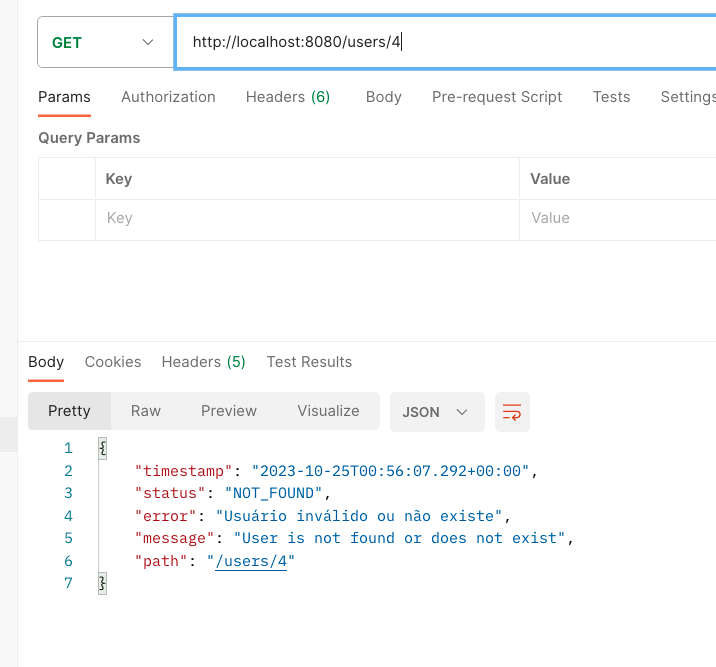 GET http://localhost:8080/users/4
Params Authorization Headers (6) Body Pre-request Script Tests Settings
Query Params
Key Value
Key Value
Body Cookies Headers (5) Test Results
Pretty Raw Preview Visualize JSON
1 {
2 "timestamp": "2023-10-25T00:56:07.292+00:00",
3 "status": "NOT_FOUND",
4 "error": "Usuário inválido ou não existe",
5 "message": "User is not found or does not exist",
6 "path": "/users/4"
7 }